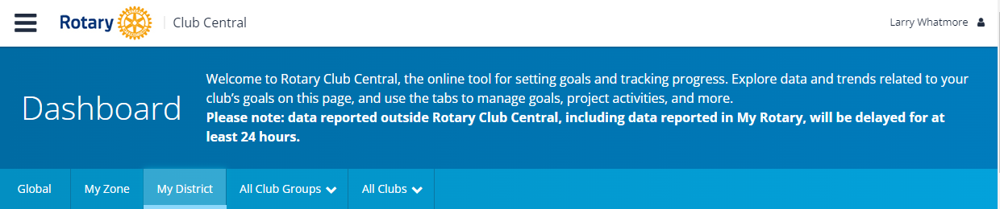 Rotary Club Central
Larry Whatmore
Dashboard
Welcome to Rotary Club Central, the online tool for setting goals and tracking progress. Explore data and trends related to your
club's goals on this page, and use the tabs to manage goals, project activities, and more.
Please note: data reported outside Rotary Club Central, including data reported in My Rotary, will be delayed for at
least 24 hours.
Global My Zone My District All Club Groups All Clubs